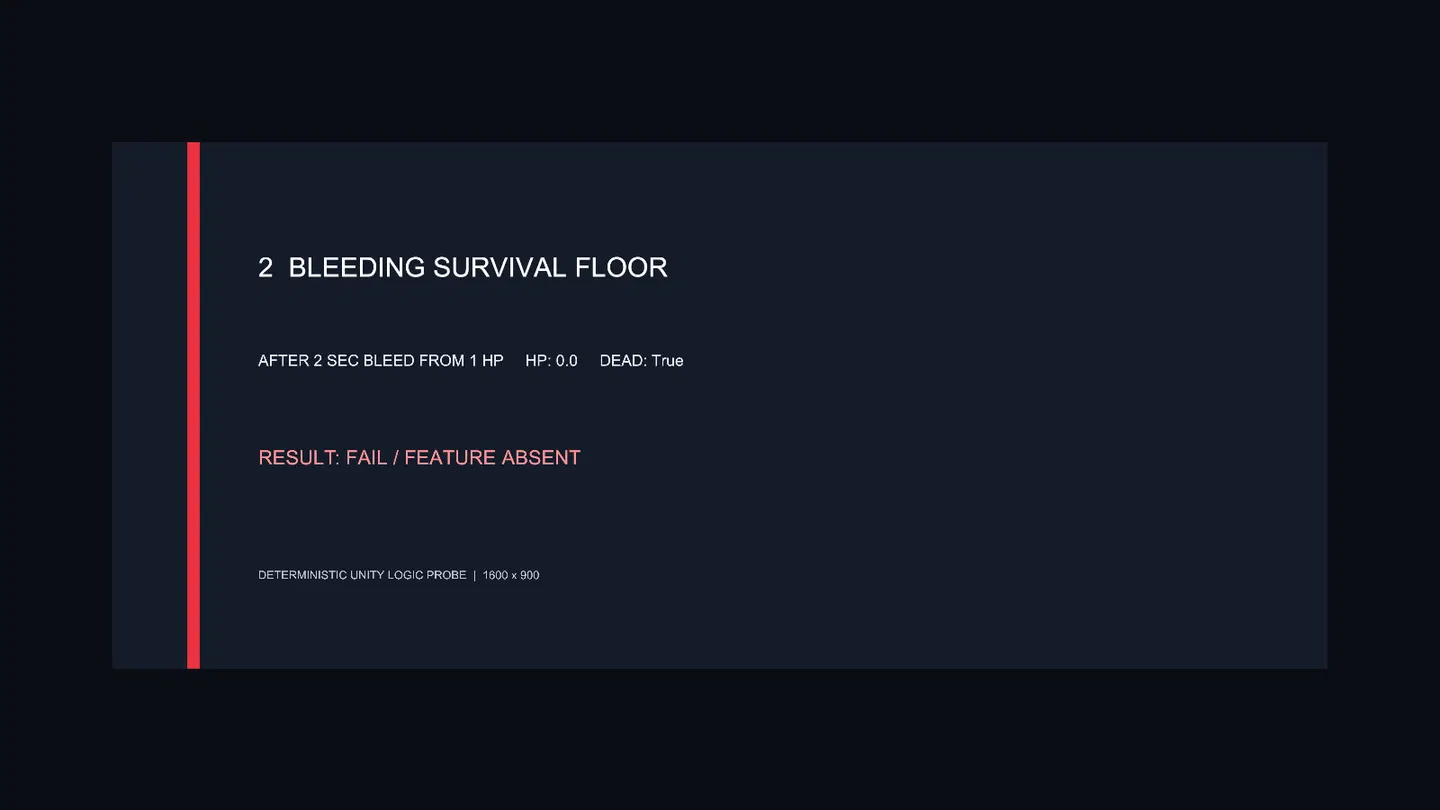 2 BLEEDING SURVIVAL FLOOR
AFTER 2 SEC BLEED FROM 1 HP HP: 0.0 DEAD: True
RESULT: FAIL / FEATURE ABSENT
DETERMINISTIC UNITY LOGIC PROBE | 1600 x 900